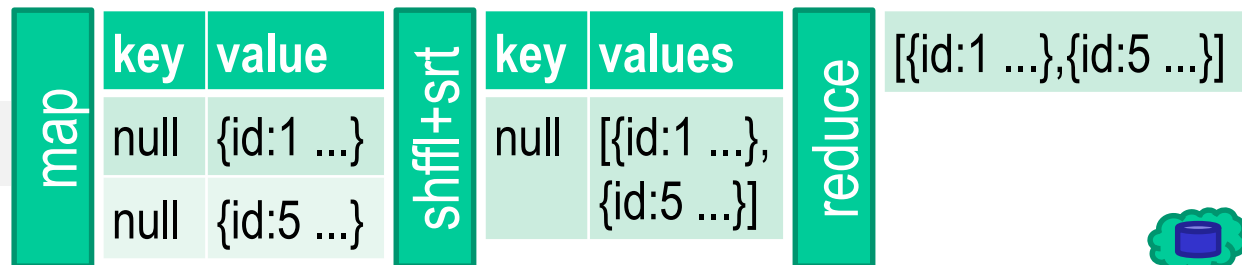 map
key value
null {id:1 ...}
null {id:5 ...}
shffl+srt
key values
null [{id:1 ...},
{id:5 ...}]
reduce
[{id:1 ...},{id:5 ...}]